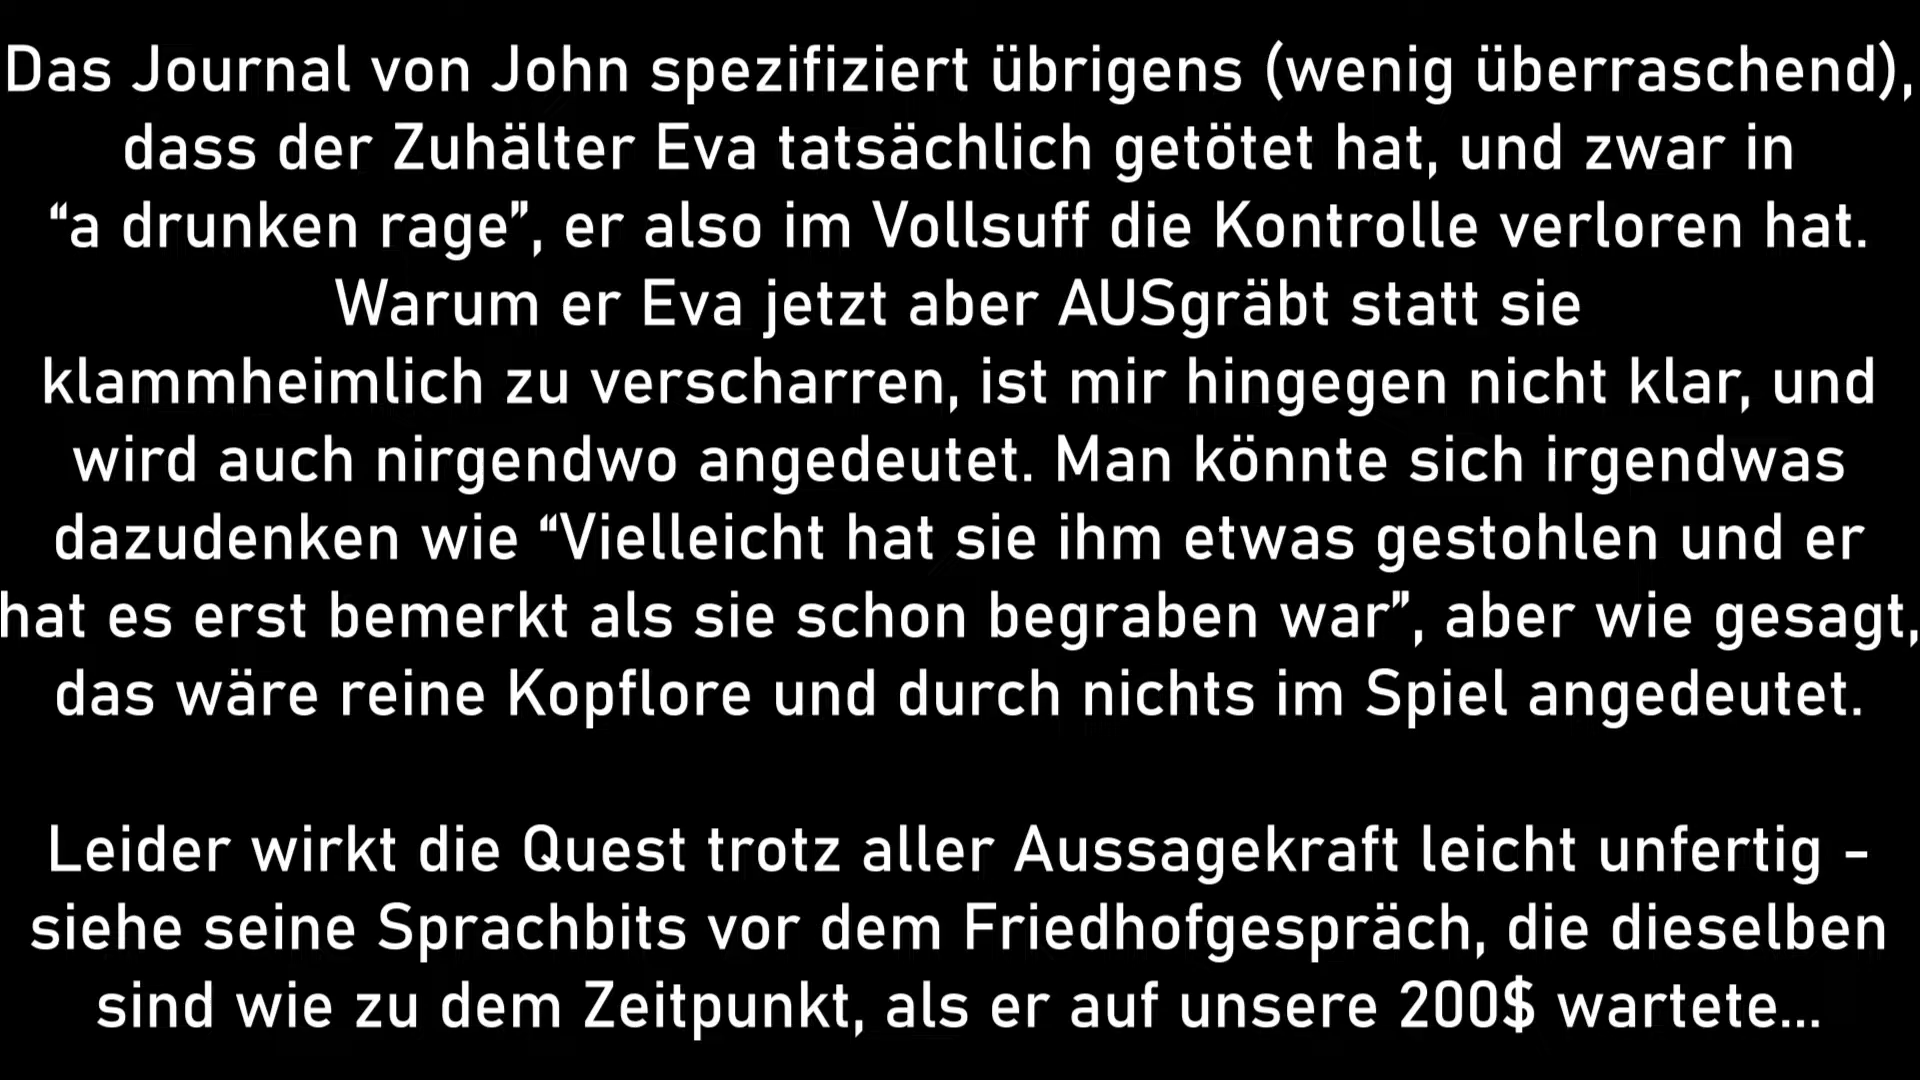 Das Journal von John spezifiziert übrigens (wenig überraschend),
dass der Zuhälter Eva tatsächlich getötet hat, und zwar in
“a drunken rage”, er also im Vollsuff die Kontrolle verloren hat.
Warum er Eva jetzt aber AUSgräbt statt sie
klammheimlich zu verscharren, ist mir hingegen nicht klar, und
wird auch nirgendwo angedeutet. Man könnte sich irgendwas
dazudenken wie “Vielleicht hat sie ihm etwas gestohlen und er
hat es erst bemerkt als sie schon begraben war”, aber wie gesagt,
das wäre reine Kopflore und durch nichts im Spiel angedeutet.
Leider wirkt die Quest trotz aller Aussagekraft leicht unfertig -
siehe seine Sprachbits vor dem Friedhofgespräch, die dieselben
sind wie zu dem Zeitpunkt, als er auf unsere 200$ wartete...